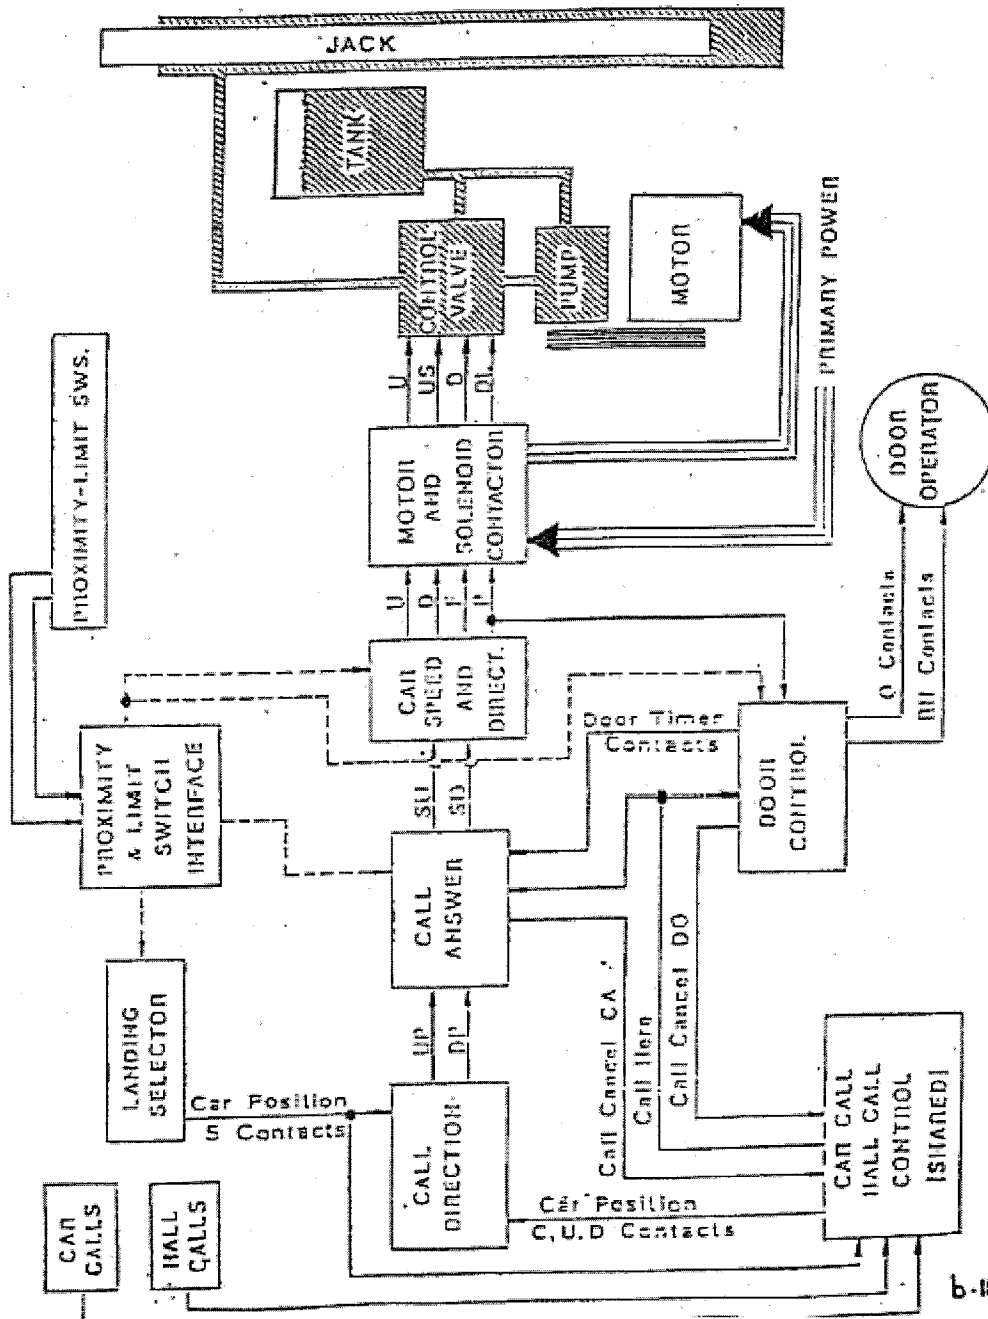 JACK
TANK
CONTROL
VALVE
PUMP
MOTOR
PRIMARY POWER
PROXIMITY-LIMIT SWS.
U
US
D
DL
MOTOR
AND
SOLENOID
CONTACTOR
DOOR
OPERATOR
U
D
F
P
O Contacts
PROXIMITY
& LIMIT
SWITCH
INTERFACE
CAR
SPEED
AND
DIRECT.
Door Timer
Contacts
DOOR
CONTROL
SU
SD
CALL
ANSWER
LANDING
SELECTOR
UP
DP
Call Cancel CA
Call Here
Call Cancel DO
Car Position
S Contacts
CALL
DIRECTION
CAR CALL
HALL CALL
CONTROL
(SHARED)
Car Position
C,U,D Contacts
CAR
CALLS
HALL
CALLS